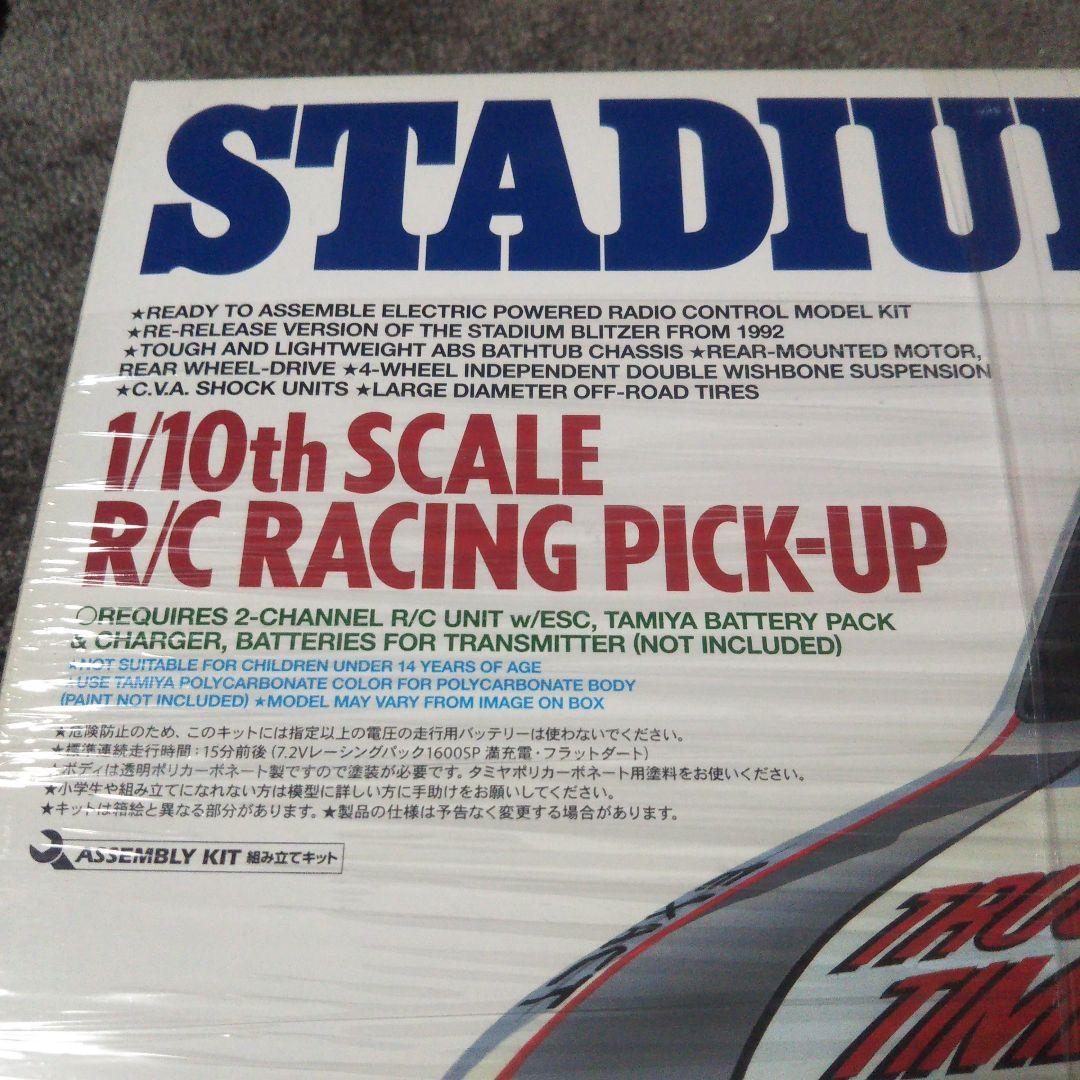 STADIU
★READY TO ASSEMBLE ELECTRIC POWERED RADIO CONTROL MODEL KIT
★RE-RELEASE VERSION OF THE STADIUM BLITZER FROM 1992
★TOUGH AND LIGHTWEIGHT ABS BATHTUB CHASSIS ★REAR-MOUNTED MOTOR,
REAR WHEEL-DRIVE ★4-WHEEL INDEPENDENT DOUBLE WISHBONE SUSPENSION
★C.V.A. SHOCK UNITS ★LARGE DIAMETER OFF-ROAD TIRES
1/10th SCALE
R/C RACING PICK-UP
○REQUIRES 2-CHANNEL R/C UNIT w/ESC, TAMIYA BATTERY PACK
& CHARGER, BATTERIES FOR TRANSMITTER (NOT INCLUDED)
★NOT SUITABLE FOR CHILDREN UNDER 14 YEARS OF AGE
★USE TAMIYA POLYCARBONATE COLOR FOR POLYCARBONATE BODY
(PAINT NOT INCLUDED) ★MODEL MAY VARY FROM IMAGE ON BOX
★危険防止のため、このキットには指定以上の電圧の走行用バッテリーは使わないでください。
★標準連続走行時間：15分前後（7.2Vレーシングパック1600SP 満充電・フラットダート）
★ボディは透明ポリカーボネート製ですので塗装が必要です。タミヤポリカーボネート用塗料をお使いください。
★小学生や組み立てになれない方は模型に詳しい方に手助けをお願いしてください。
★キットは箱絵と異なる部分があります。★製品の仕様は予告なく変更する場合があります。
ASSEMBLY KIT 組み立てキット
TRUC
TIM